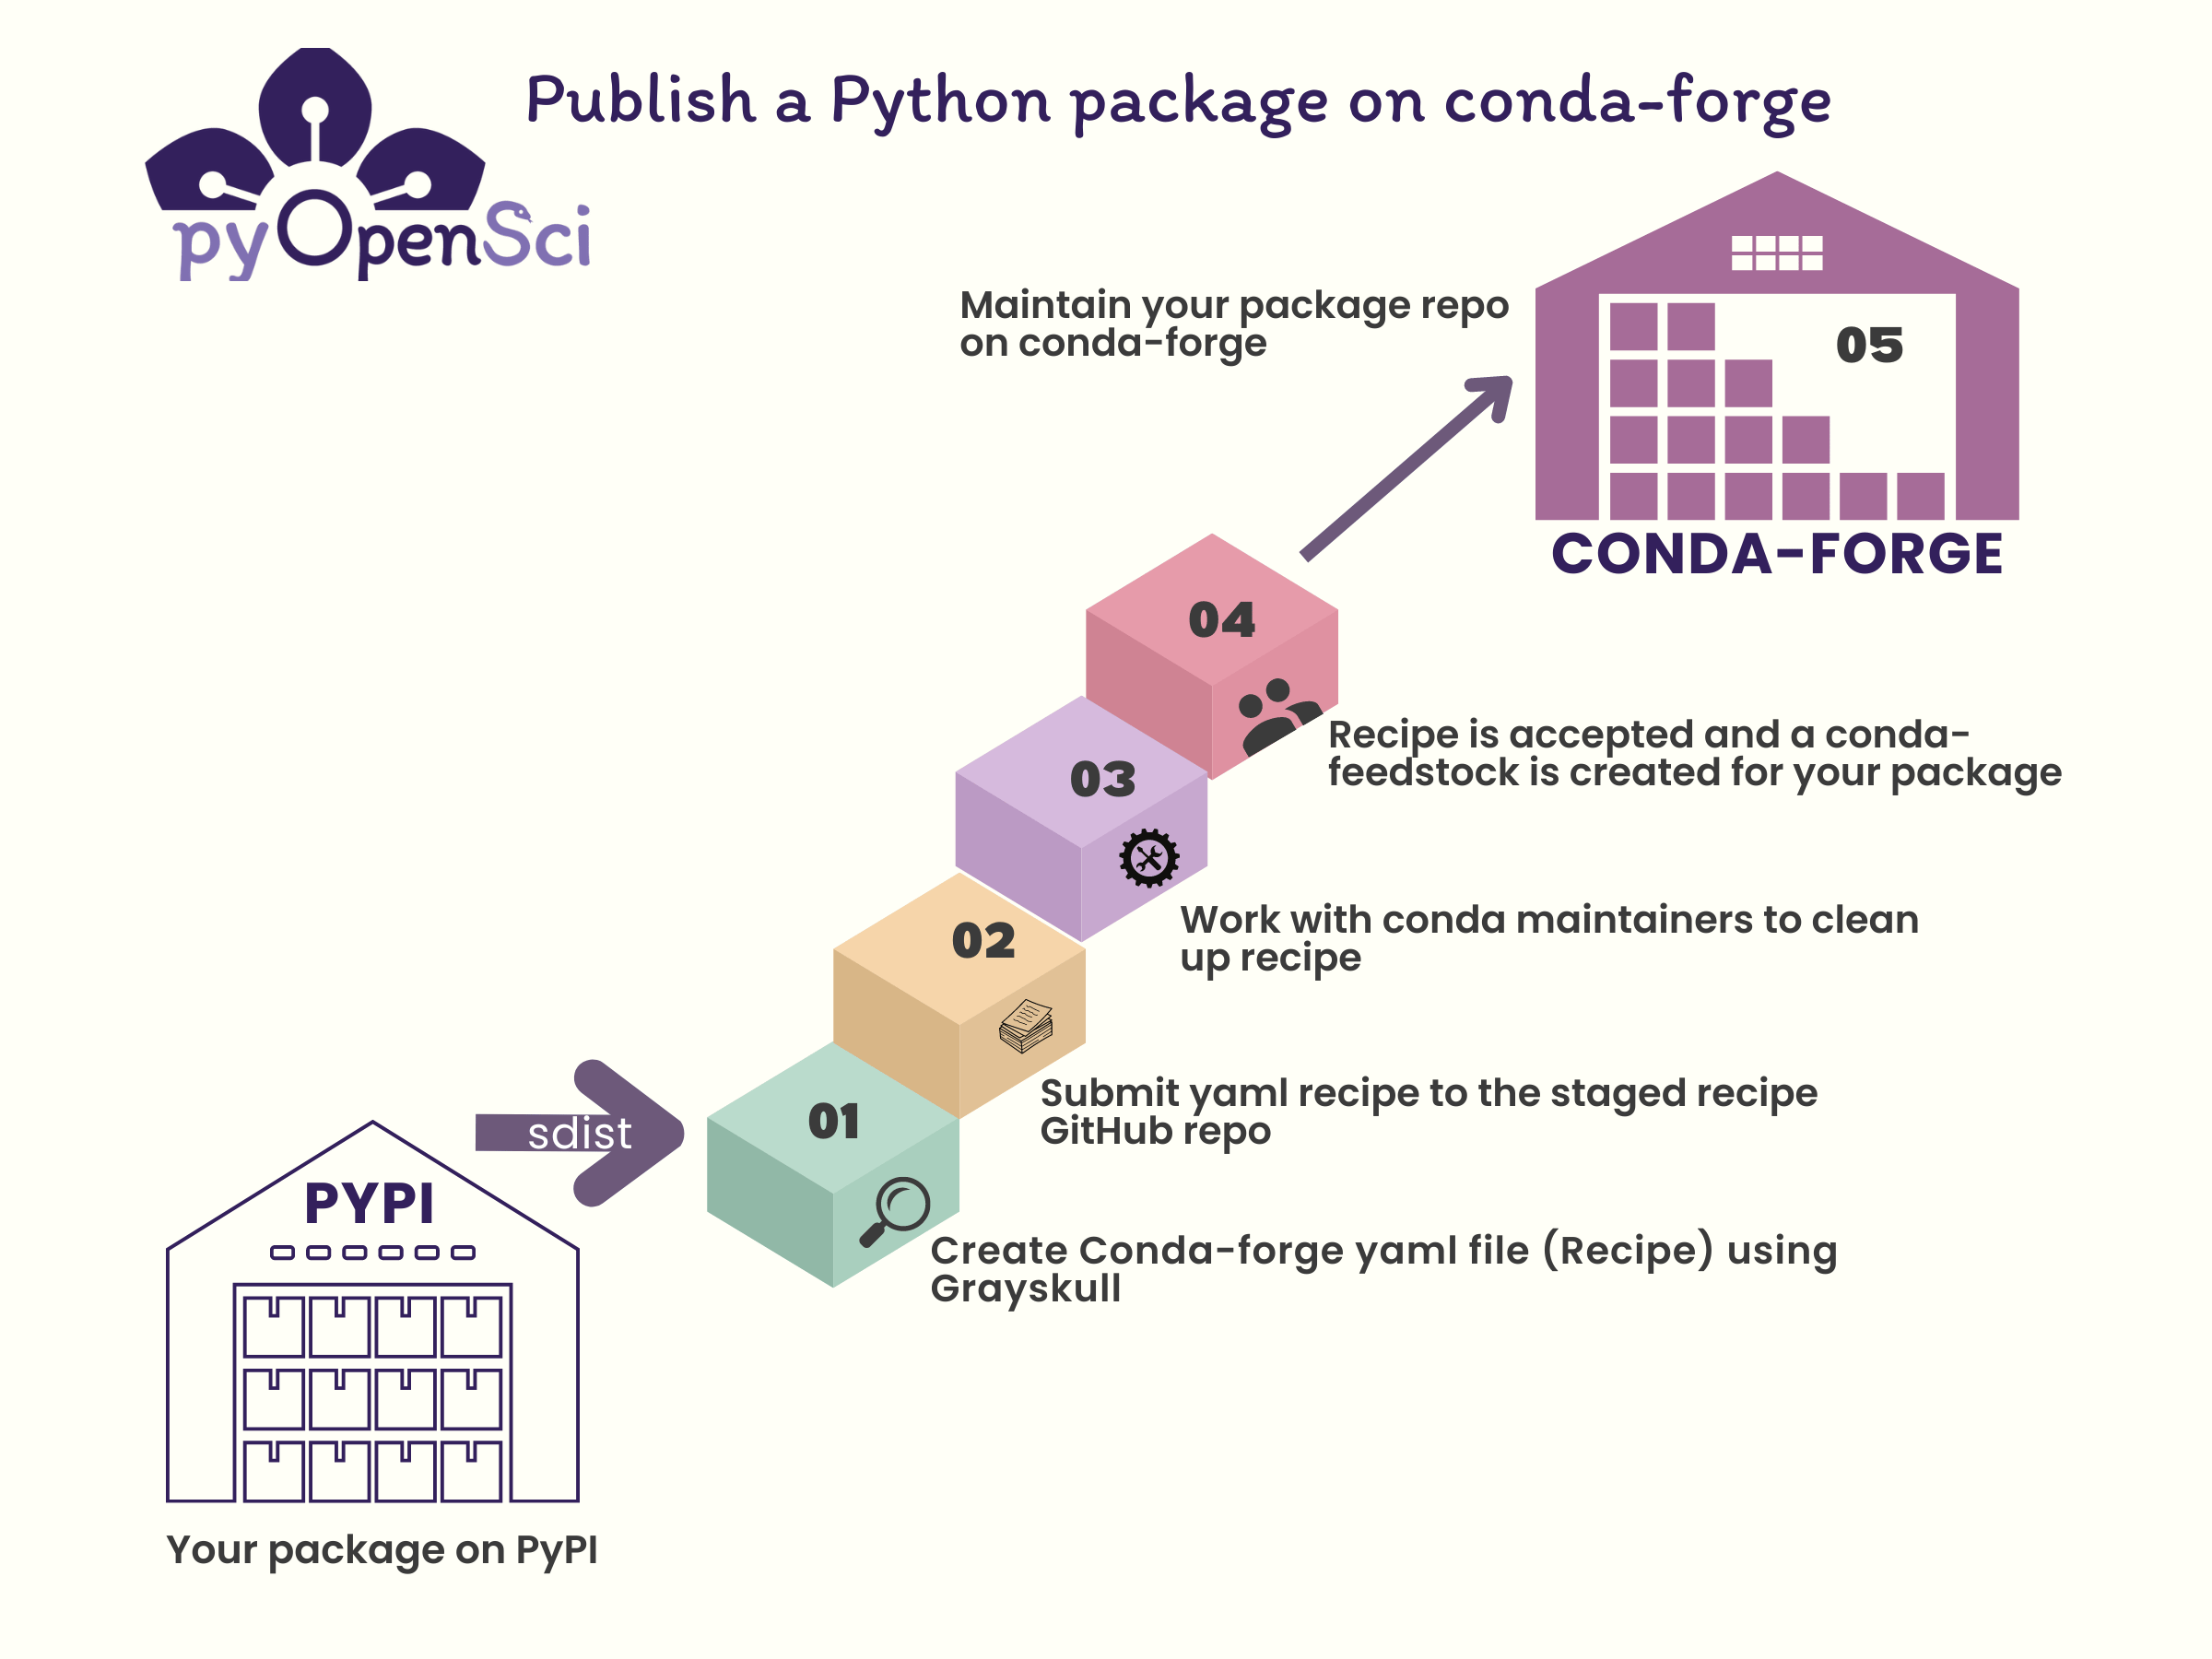 Publish a Python package on conda-forge
pyOpenSci
Maintain your package repo
on conda-forge
05
CONDA-FORGE
04
Recipe is accepted and a conda-
feedstock is created for your package
03
Work with conda maintainers to clean
up recipe
02
Submit yaml recipe to the staged recipe
GitHub repo
01
Create Conda-forge yaml file (Recipe) using
Grayskull
sdist
PYPI
Your package on PyPI